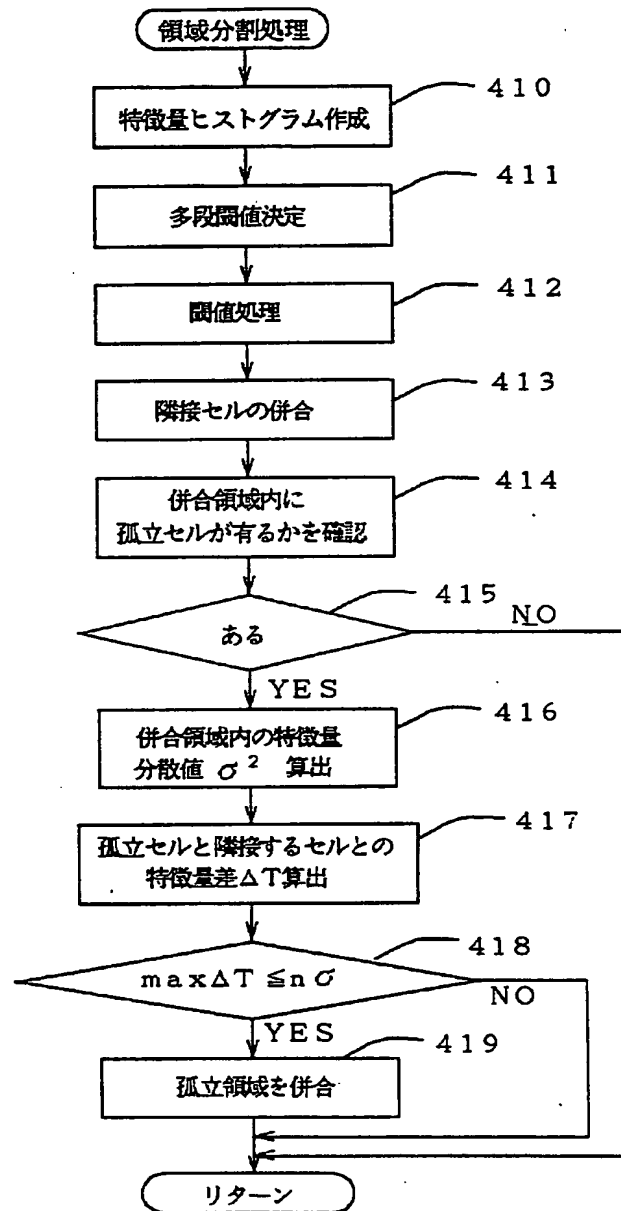 領域分割処理
410
特徴量ヒストグラム作成
411
多段閾値決定
412
閾値処理
413
隣接セルの併合
414
併合領域内に
孤立セルが有るかを確認
415
ある
NO
YES
416
併合領域内の特徴量
分散値 σ² 算出
417
孤立セルと隣接するセルとの
特徴量差△T算出
418
max△T≦nσ
NO
YES
419
孤立領域を併合
リターン